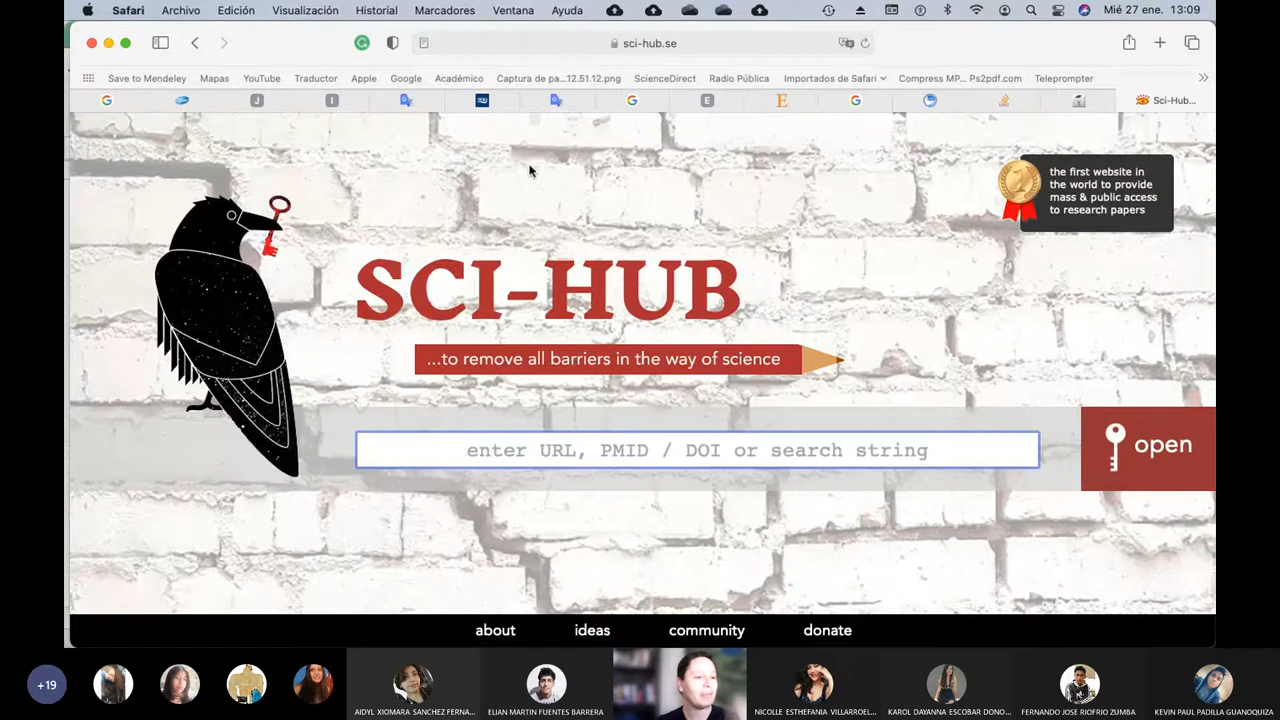 Safari Archivo Edición Visualización Historial Marcadores Ventana Ayuda Mié 27 ene. 13:09
sci-hub.se
Save to Mendeley Mapas YouTube Traductor Apple Google Académico Captura de pa...12.51.12.png ScienceDirect Radio Pública Importados de Safari Compress MP... Ps2pdf.com Teleprompter
G J I G E E G Sci-Hub...
the first website in
the world to provide
mass & public access
to research papers
1
SCI-HUB
...to remove all barriers in the way of science
enter URL, PMID / DOI or search string
open
about ideas community donate
+19
AIDYL XIOMARA SANCHEZ FERNA... ELIAN MARTIN FUENTES BARRERA NICOLLE ESTHEFANIA VILLARROEL... KAROL DAYANNA ESCOBAR DONO... FERNANDO JOSE RIOFRIO ZUMBA KEVIN PAUL PADILLA GUANOQUIZA